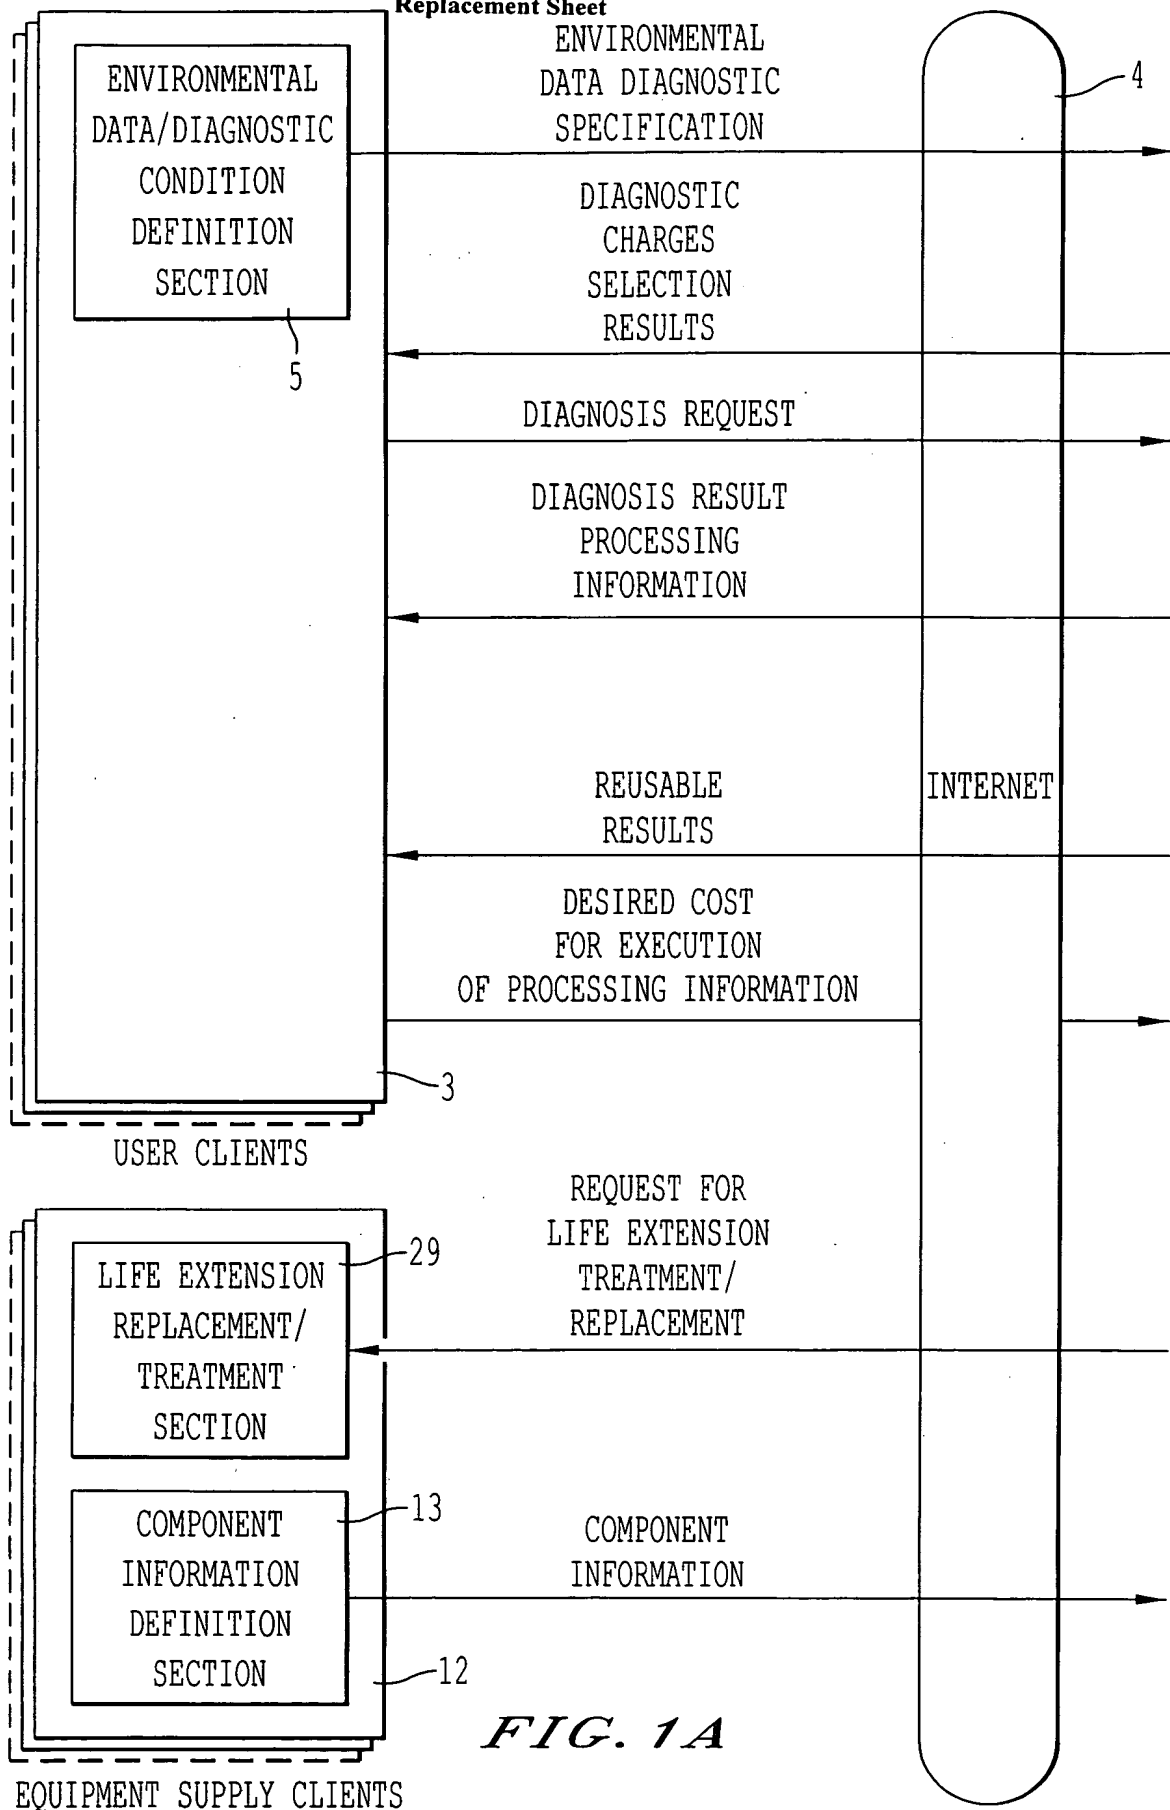 Replacement Sheet
ENVIRONMENTAL
DATA/DIAGNOSTIC
CONDITION
DEFINITION
SECTION
5
ENVIRONMENTAL
DATA DIAGNOSTIC
SPECIFICATION
4
DIAGNOSTIC
CHARGES
SELECTION
RESULTS
DIAGNOSIS REQUEST
DIAGNOSIS RESULT
PROCESSING
INFORMATION
REUSABLE
RESULTS
INTERNET
DESIRED COST
FOR EXECUTION
OF PROCESSING INFORMATION
3
USER CLIENTS
REQUEST FOR
LIFE EXTENSION
TREATMENT/
REPLACEMENT
29
LIFE EXTENSION
REPLACEMENT/
TREATMENT
SECTION
13
COMPONENT
INFORMATION
DEFINITION
SECTION
COMPONENT
INFORMATION
12
FIG. 1A
EQUIPMENT SUPPLY CLIENTS